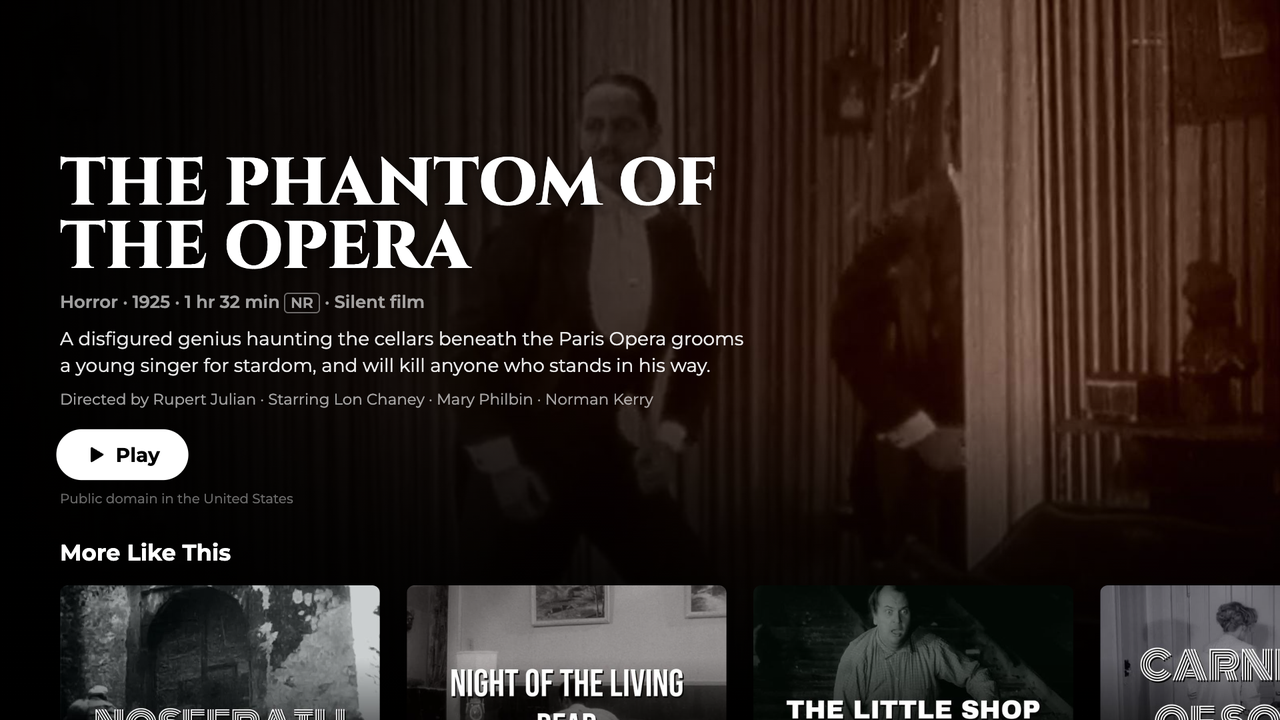 THE PHANTOM OF
THE OPERA
Horror · 1925 · 1 hr 32 min NR · Silent film
A disfigured genius haunting the cellars beneath the Paris Opera grooms
a young singer for stardom, and will kill anyone who stands in his way.
Directed by Rupert Julian · Starring Lon Chaney · Mary Philbin · Norman Kerry
Play
Public domain in the United States
More Like This
NOSFERATU
NIGHT OF THE LIVING
DEAD
THE LITTLE SHOP